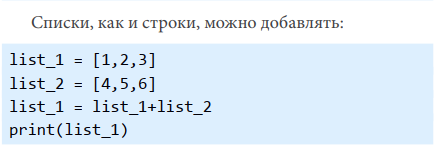 Списки, как и строки, можно добавлять:
list_1 = [1,2,3]
list_2 = [4,5,6]
list_1 = list_1+list_2
print(list_1)